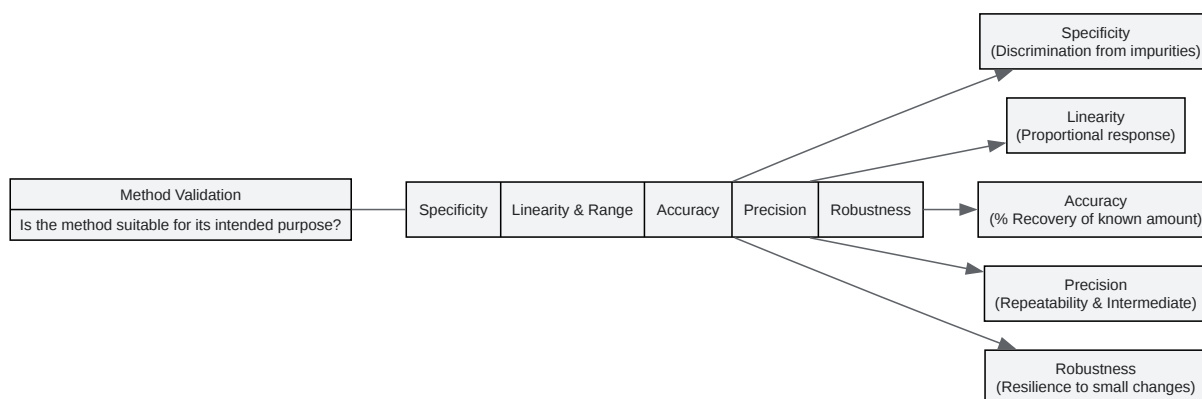 Method Validation
Is the method suitable for its intended purpose?
Specificity
Linearity & Range
Accuracy
Precision
Robustness
Specificity
(Discrimination from impurities)
Linearity
(Proportional response)
Accuracy
(% Recovery of known amount)
Precision
(Repeatability & Intermediate)
Robustness
(Resilience to small changes)